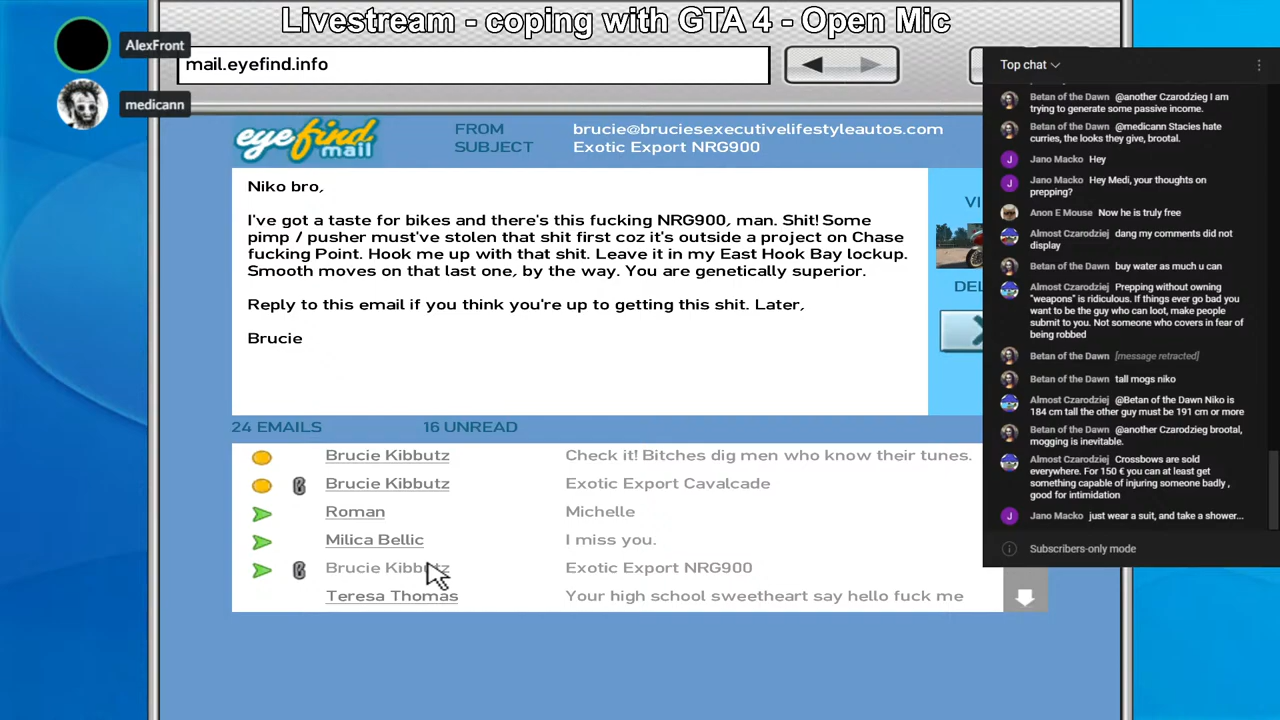 Livestream - coping with GTA 4 - Open Mic
AlexFront
medicann
mail.eyefind.info
eyefind
mail
FROM brucie@bruciesexecutivelifestyleautos.com
SUBJECT Exotic Export NRG900
Niko bro,
I've got a taste for bikes and there's this fucking NRG900, man. Shit! Some
pimp / pusher must've stolen that shit first coz it's outside a project on Chase
fucking Point. Hook me up with that shit. Leave it in my East Hook Bay lockup.
Smooth moves on that last one, by the way. You are genetically superior.
Reply to this email if you think you're up to getting this shit. Later,
Brucie
VI
DEL
24 EMAILS 16 UNREAD
Brucie Kibbutz Check it! Bitches dig men who know their tunes.
Brucie Kibbutz Exotic Export Cavalcade
Roman Michelle
Milica Bellic I miss you.
Brucie Kibbutz Exotic Export NRG900
Teresa Thomas Your high school sweetheart say hello fuck me
Top chat
Betan of the Dawn @another Czarodzieg I am
trying to generate some passive income.
Betan of the Dawn @medicann Stacies hate
curries, the looks they give, brootal.
J Jano Macko Hey
J Jano Macko Hey Medi, your thoughts on
prepping?
Anon E Mouse Now he is truly free
Almost Czarodziej dang my comments did not
display
Betan of the Dawn buy water as much u can
Almost Czarodziej Prepping without owning
"weapons" is ridiculous. If things ever go bad you
want to be the guy who can loot, make people
submit to you. Not someone who covers in fear of
being robbed
Betan of the Dawn [message retracted]
Betan of the Dawn tall mogs niko
Almost Czarodziej @Betan of the Dawn Niko is
184 cm tall the other guy must be 191 cm or more
Betan of the Dawn @another Czarodzieg brootal,
mogging is inevitable.
Almost Czarodziej Crossbows are sold
everywhere. For 150 € you can at least get
something capable of injuring someone badly ,
good for intimidation
J Jano Macko just wear a suit, and take a shower...
Subscribers-only mode